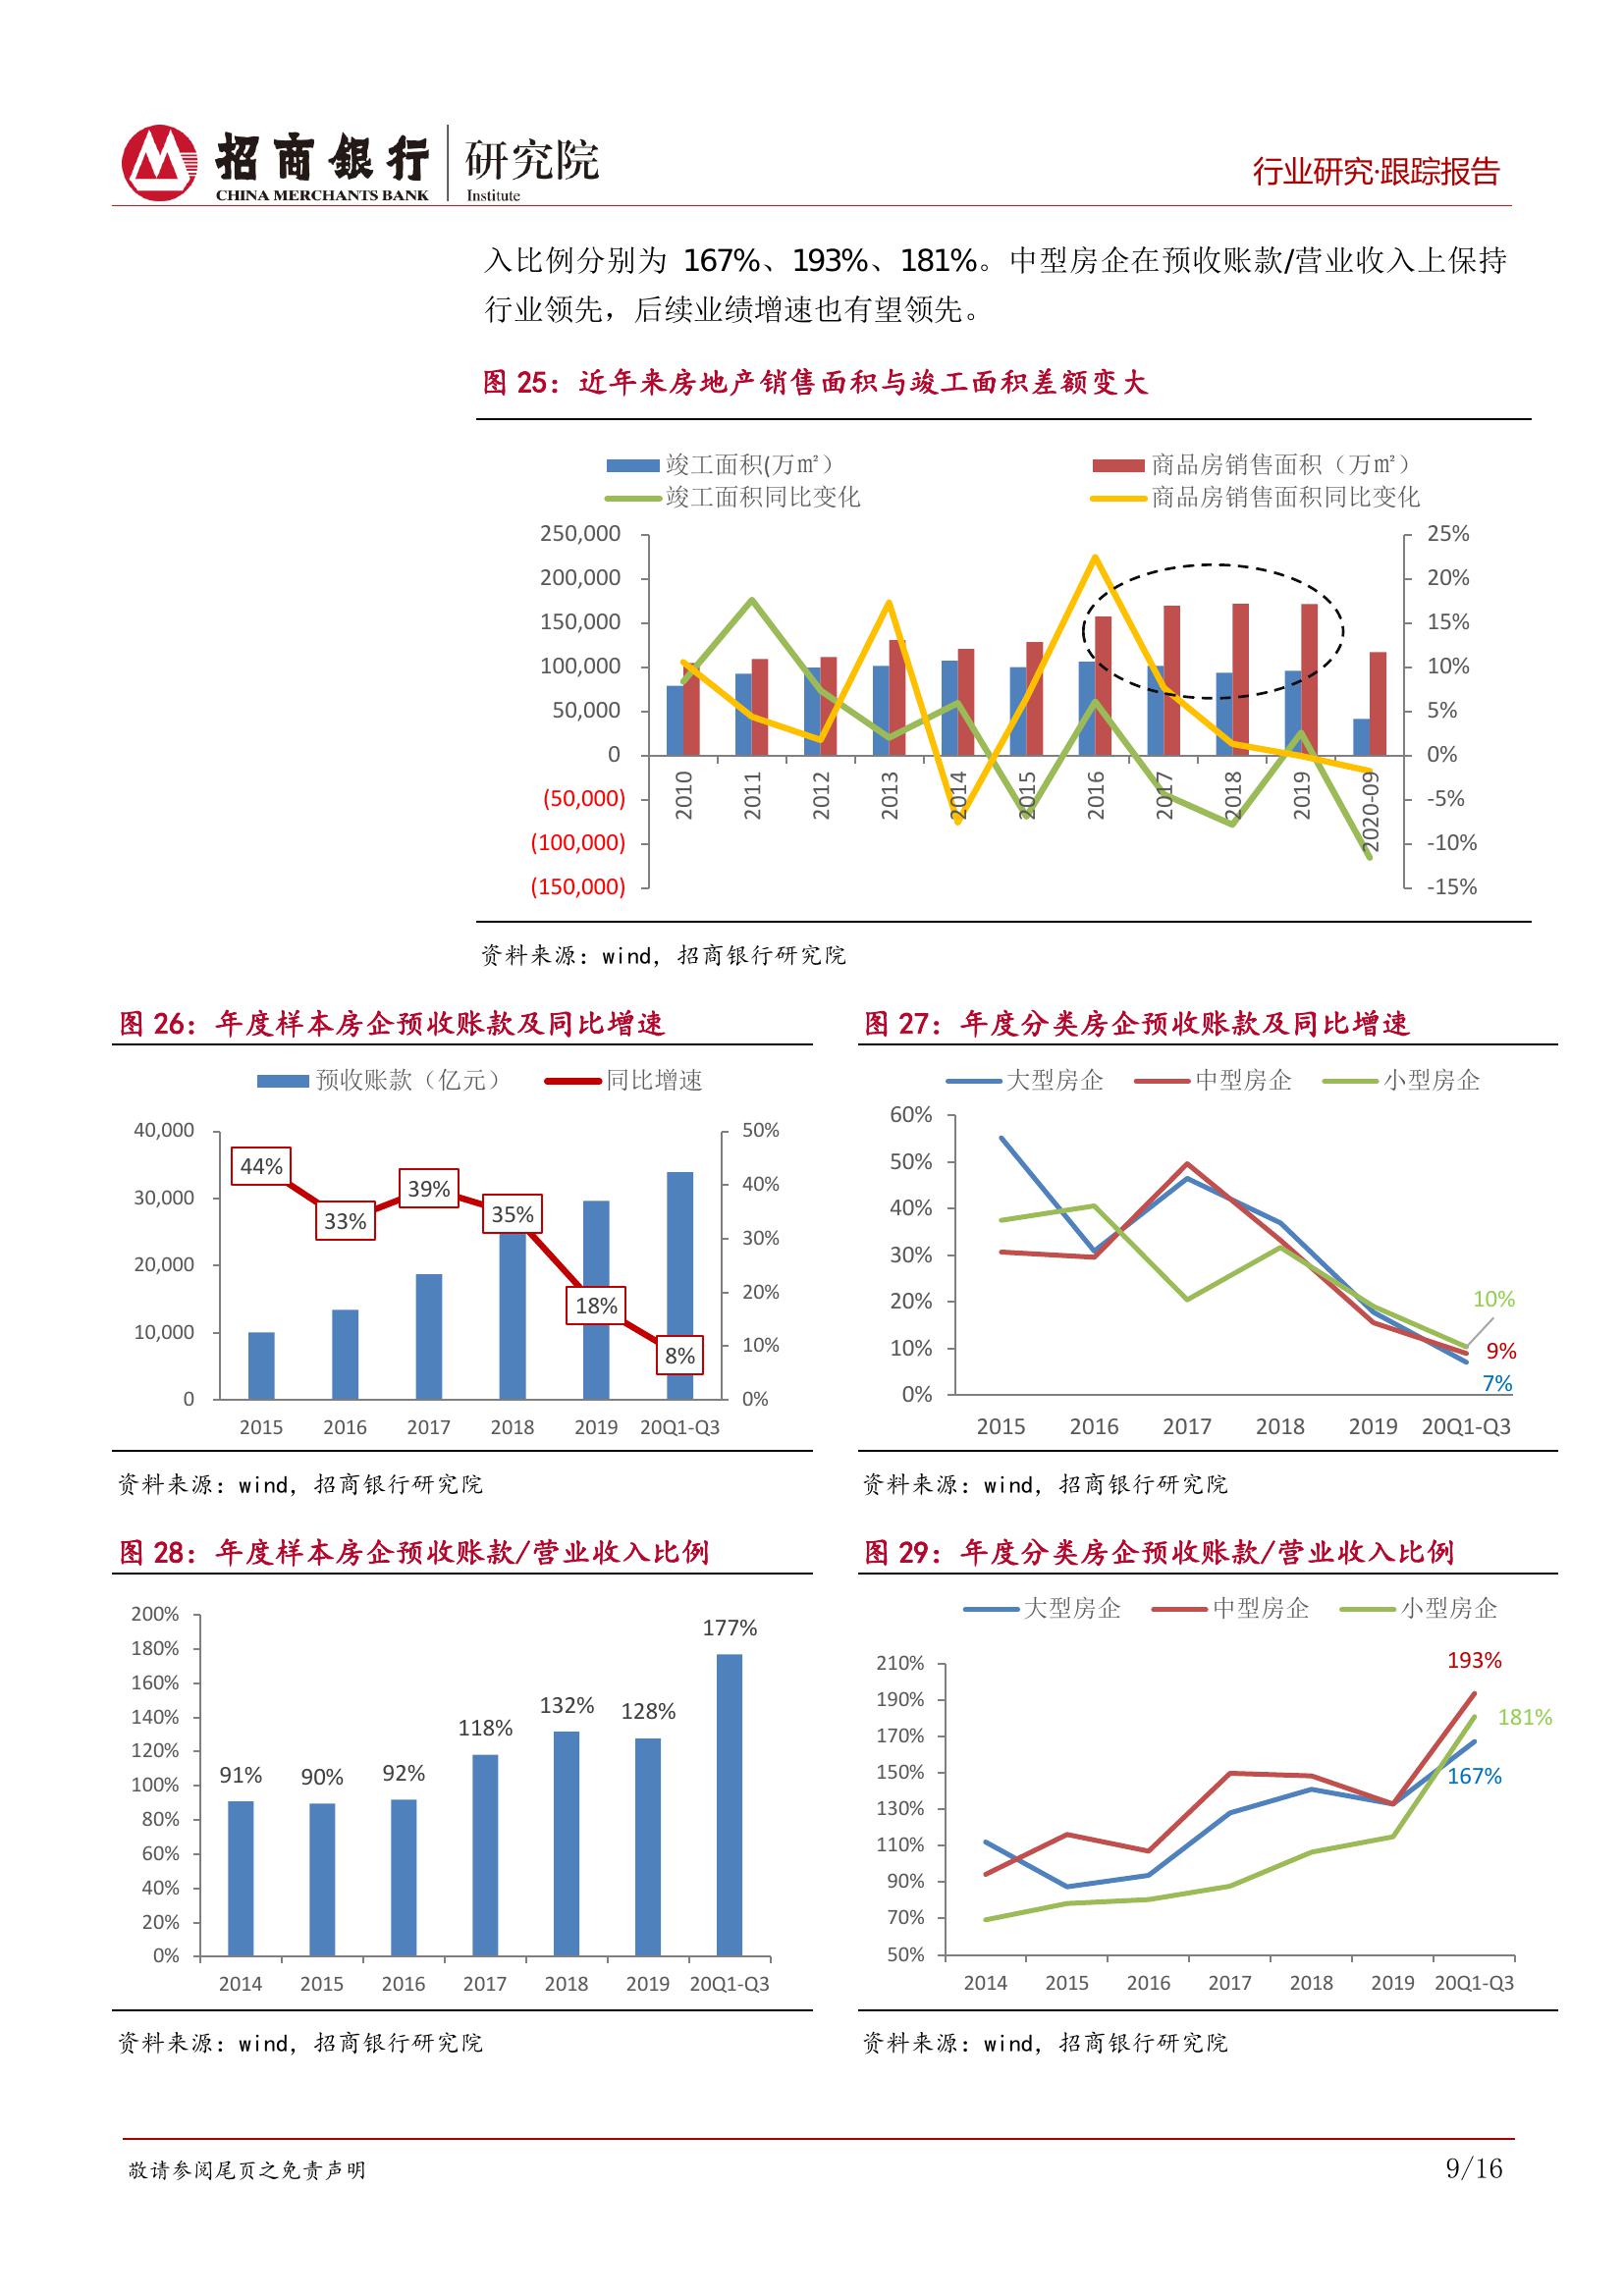 招商银行 研究院
CHINA MERCHANTS BANK Institute
行业研究·跟踪报告
入比例分别为 167%、193%、181%。中型房企在预收账款/营业收入上保持
行业领先，后续业绩增速也有望领先。
图 25：近年来房地产销售面积与竣工面积差额变大
竣工面积(万㎡） 商品房销售面积（万㎡）
竣工面积同比变化 商品房销售面积同比变化
250,000 25%
200,000 20%
150,000 15%
100,000 10%
50,000 5%
0 0%
(50,000) -5%
(100,000) -10%
(150,000) -15%
2010 2011 2012 2013 2014 2015 2016 2017 2018 2019 2020-09
资料来源：wind，招商银行研究院
图 26：年度样本房企预收账款及同比增速
预收账款（亿元） 同比增速
40,000 50%
30,000 40%
20,000 30%
10,000 20%
0 10%
0%
44% 33% 39% 35% 18% 8%
2015 2016 2017 2018 2019 20Q1-Q3
资料来源：wind，招商银行研究院
图 27：年度分类房企预收账款及同比增速
大型房企 中型房企 小型房企
60%
50%
40%
30%
20%
10%
0%
10%
9%
7%
2015 2016 2017 2018 2019 20Q1-Q3
资料来源：wind，招商银行研究院
图 28：年度样本房企预收账款/营业收入比例
200%
180%
160%
140%
120%
100%
80%
60%
40%
20%
0%
91% 90% 92% 118% 132% 128% 177%
2014 2015 2016 2017 2018 2019 20Q1-Q3
资料来源：wind，招商银行研究院
图 29：年度分类房企预收账款/营业收入比例
大型房企 中型房企 小型房企
210%
190%
170%
150%
130%
110%
90%
70%
50%
193%
181%
167%
2014 2015 2016 2017 2018 2019 20Q1-Q3
资料来源：wind，招商银行研究院
敬请参阅尾页之免责声明 9/16